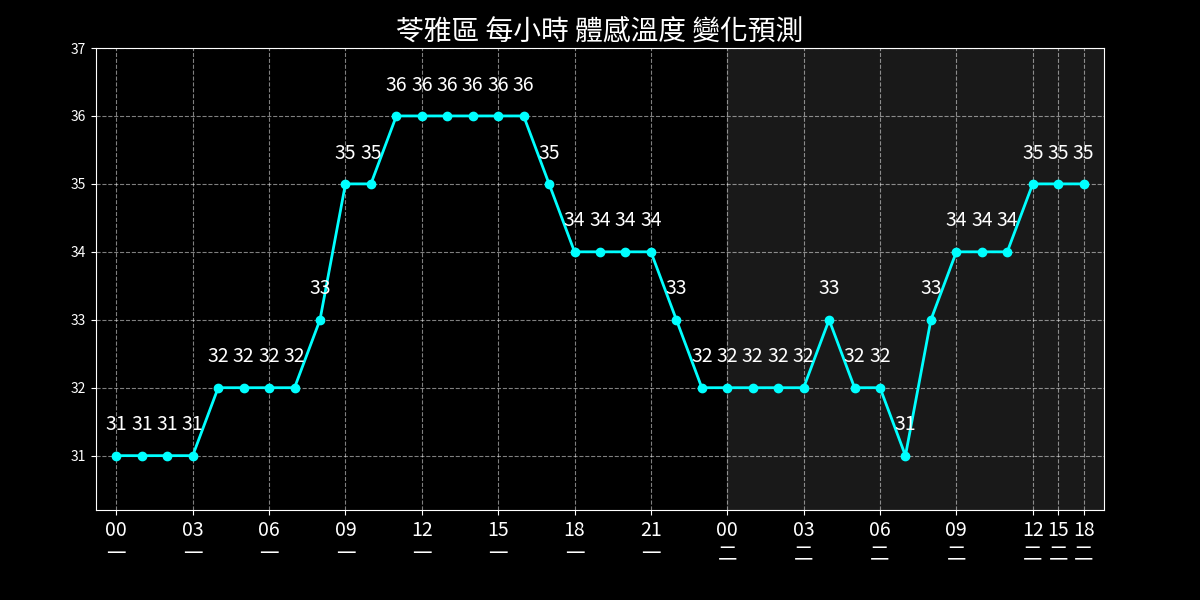 苓雅區 每小時 體感溫度 變化預測
37
36 36 36 36 36 36
36
35 35 35 35 35 35
35
34 34 34 34 34 34 34
34
33 33 33 33
33
32 32 32 32 32 32 32 32 32 32 32
32
31 31 31 31 31
31
00 03 06 09 12 15 18 21 00 03 06 09 12 15 18
一 一 一 一 一 一 一 一 二 二 二 二 二 二 二